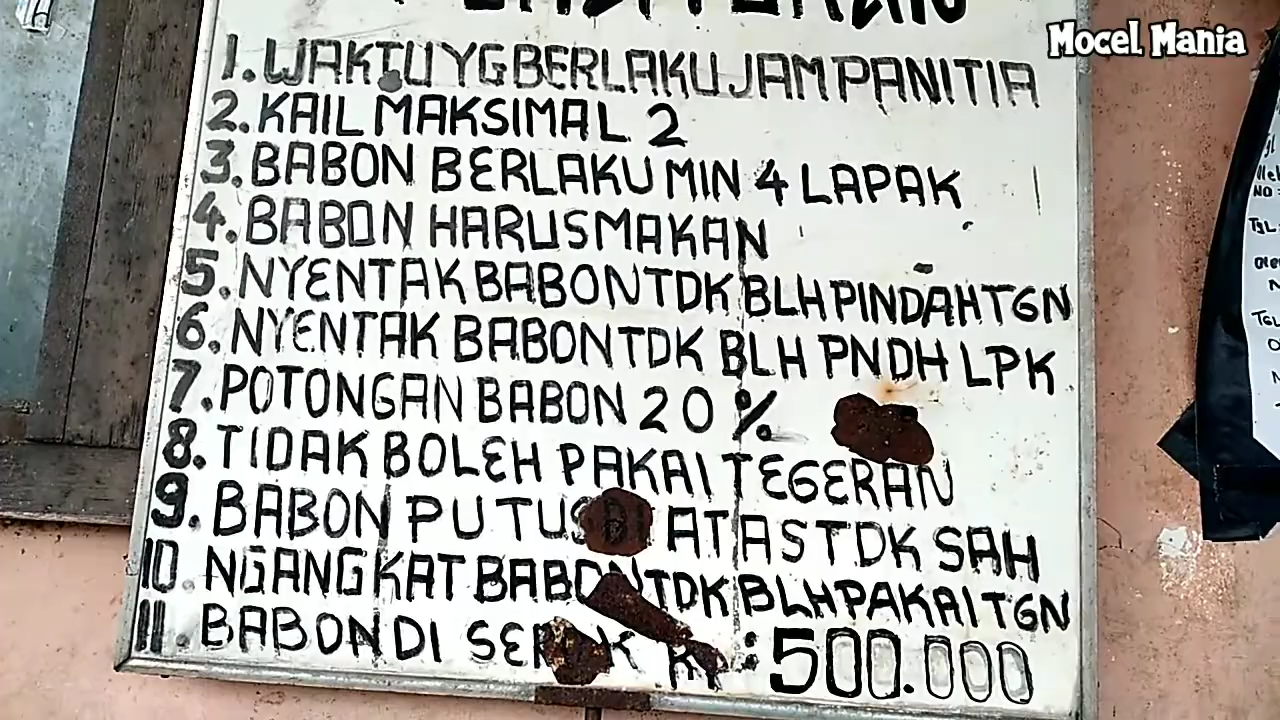 Mocel Mania
1. WAKTU YG BERLAKU JAM PANITIA
2. KAIL MAKSIMAL 2
3. BABON BERLAKU MIN 4 LAPAK
4. BABON HARUS MAKAN
5. NYENTAK BABON TDK BLH PINDAH TGN
6. NYENTAK BABON TDK BLH PNDH LPK
7. POTONGAN BABON 20 %
8. TIDAK BOLEH PAKAI TEGERAN
9. BABON PUTUS DI ATAS TDK SAH
10. NGANGKAT BABON TDK BLH PAKAI TGN
11. BABON DI : 500.000